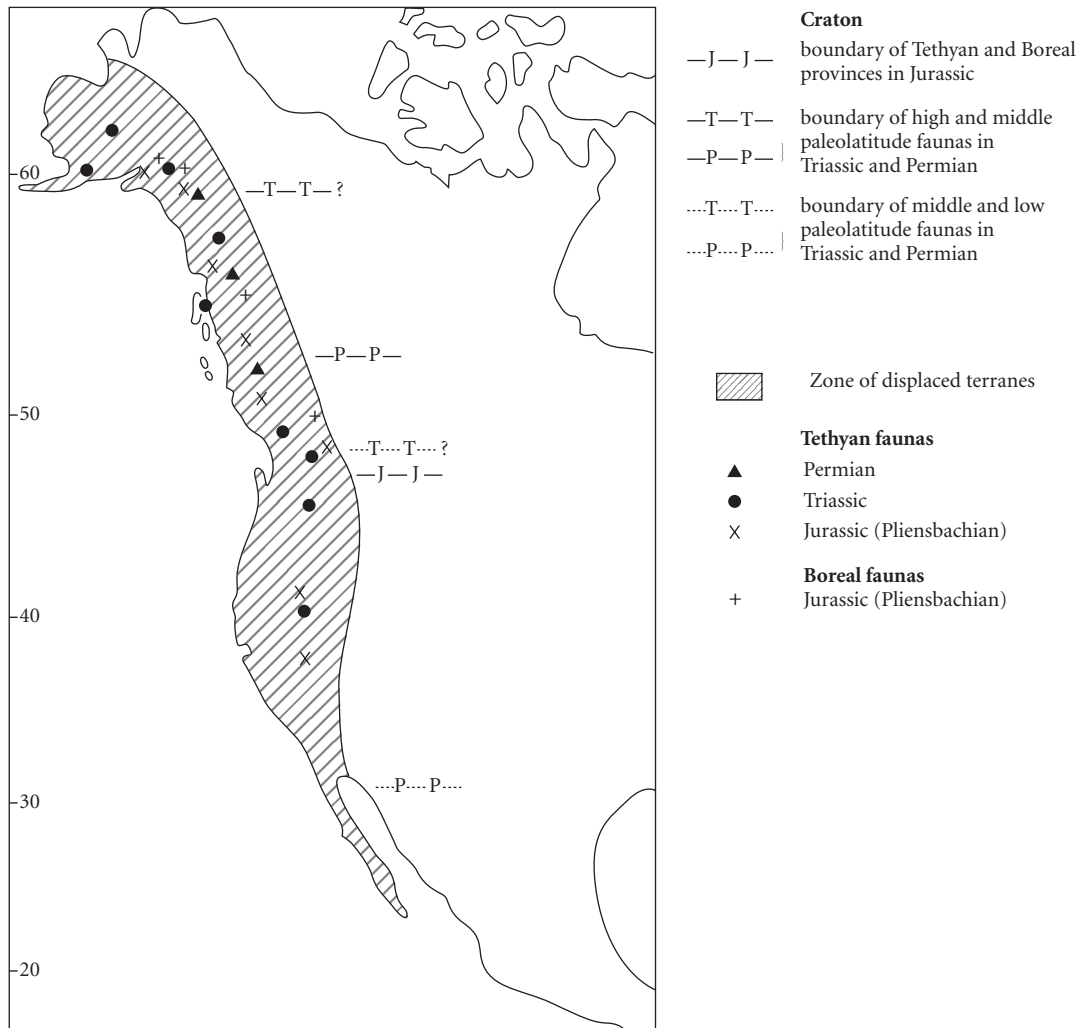 60
50
40
30
20
—T—T— ?
—P—P—
----T----T---- ?
—J—J—
----P----P----
Craton
—J—J— boundary of Tethyan and Boreal
provinces in Jurassic
—T—T— boundary of high and middle
—P—P— paleolatitude faunas in
Triassic and Permian
----T----T---- boundary of middle and low
----P----P---- paleolatitude faunas in
Triassic and Permian
Zone of displaced terranes
Tethyan faunas
Permian
Triassic
Jurassic (Pliensbachian)
Boreal faunas
Jurassic (Pliensbachian)